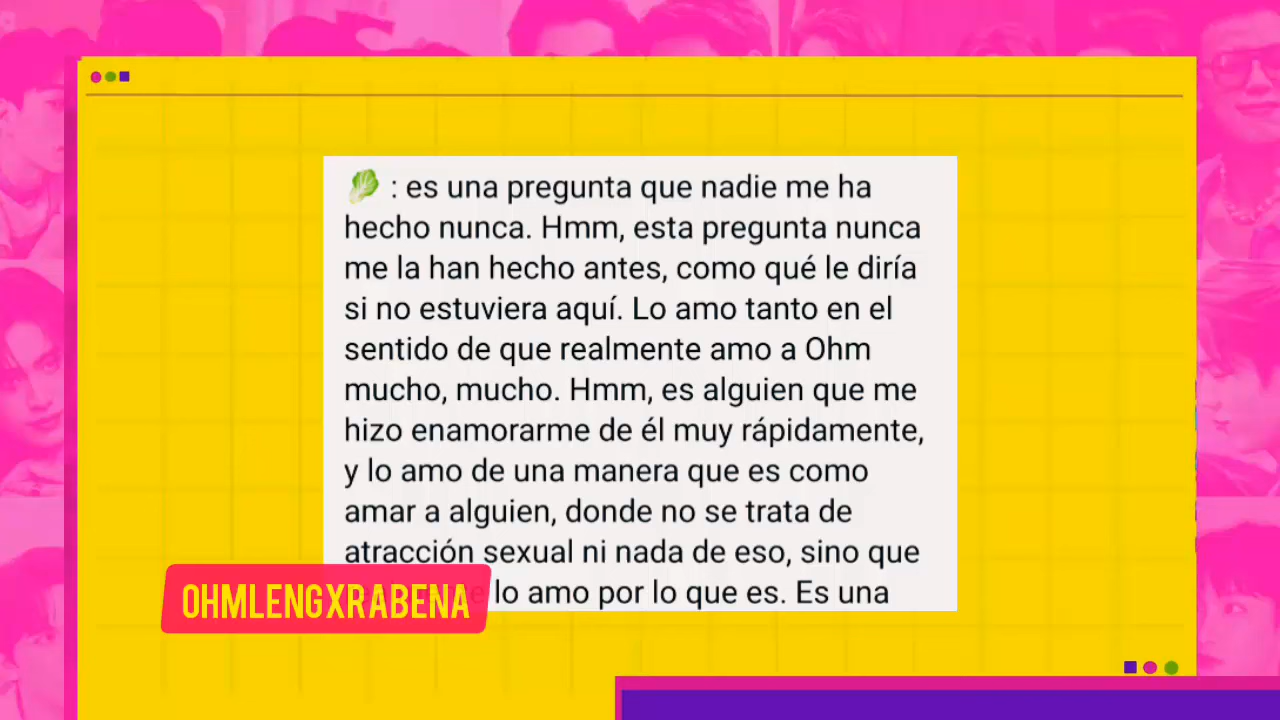 🥬 : es una pregunta que nadie me ha
hecho nunca. Hmm, esta pregunta nunca
me la han hecho antes, como qué le diría
si no estuviera aquí. Lo amo tanto en el
sentido de que realmente amo a Ohm
mucho, mucho. Hmm, es alguien que me
hizo enamorarme de él muy rápidamente,
y lo amo de una manera que es como
amar a alguien, donde no se trata de
atracción sexual ni nada de eso, sino que
lo amo por lo que es. Es una
OHMLENGXRABENA